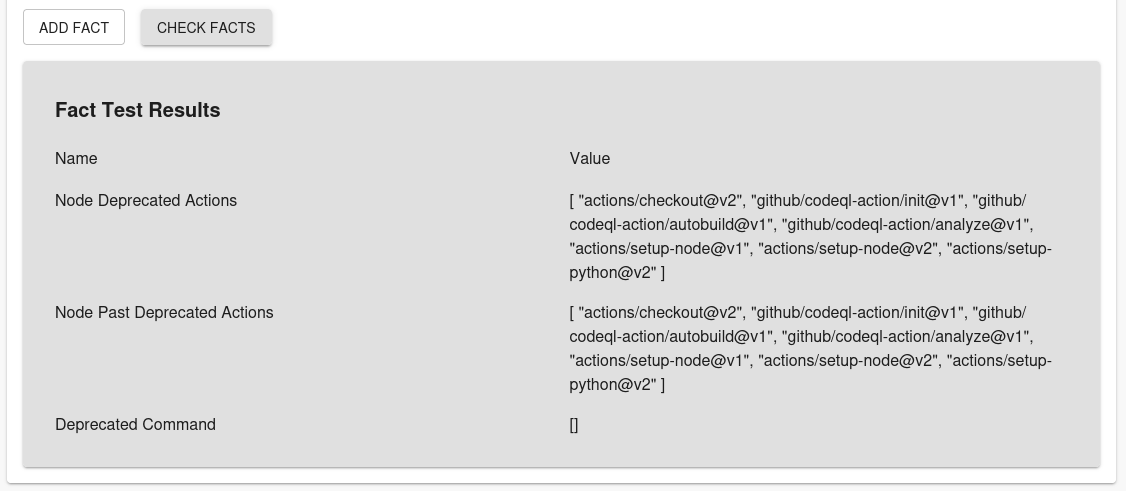 ADD FACT
CHECK FACTS
Fact Test Results
Name
Value
Node Deprecated Actions
[ "actions/checkout@v2", "github/codeql-action/init@v1", "github/
codeql-action/autobuild@v1", "github/codeql-action/analyze@v1",
"actions/setup-node@v1", "actions/setup-node@v2", "actions/setup-
python@v2" ]
Node Past Deprecated Actions
[ "actions/checkout@v2", "github/codeql-action/init@v1", "github/
codeql-action/autobuild@v1", "github/codeql-action/analyze@v1",
"actions/setup-node@v1", "actions/setup-node@v2", "actions/setup-
python@v2" ]
Deprecated Command
[]